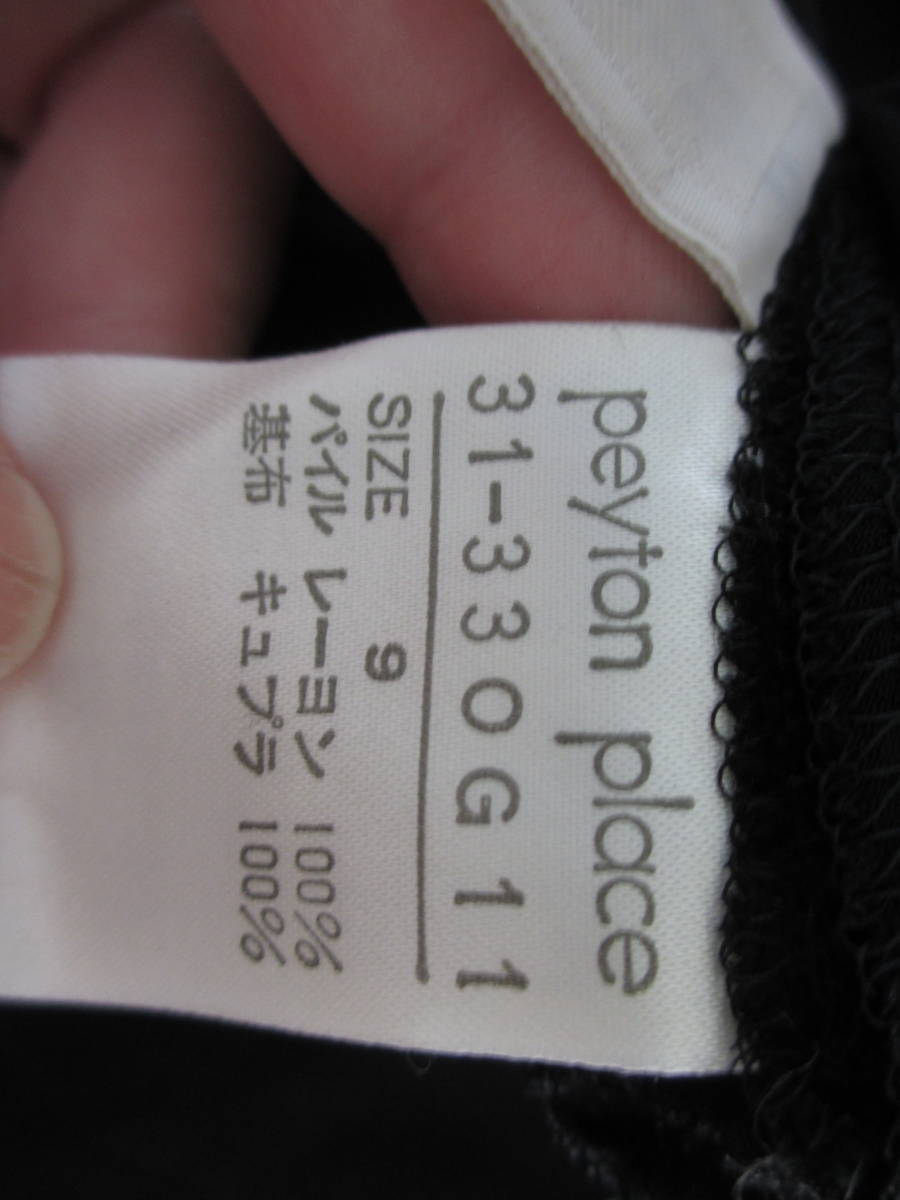 peyton place
31-330G11
SIZE 9
パイル レーヨン 100%
基布 キュプラ 100%